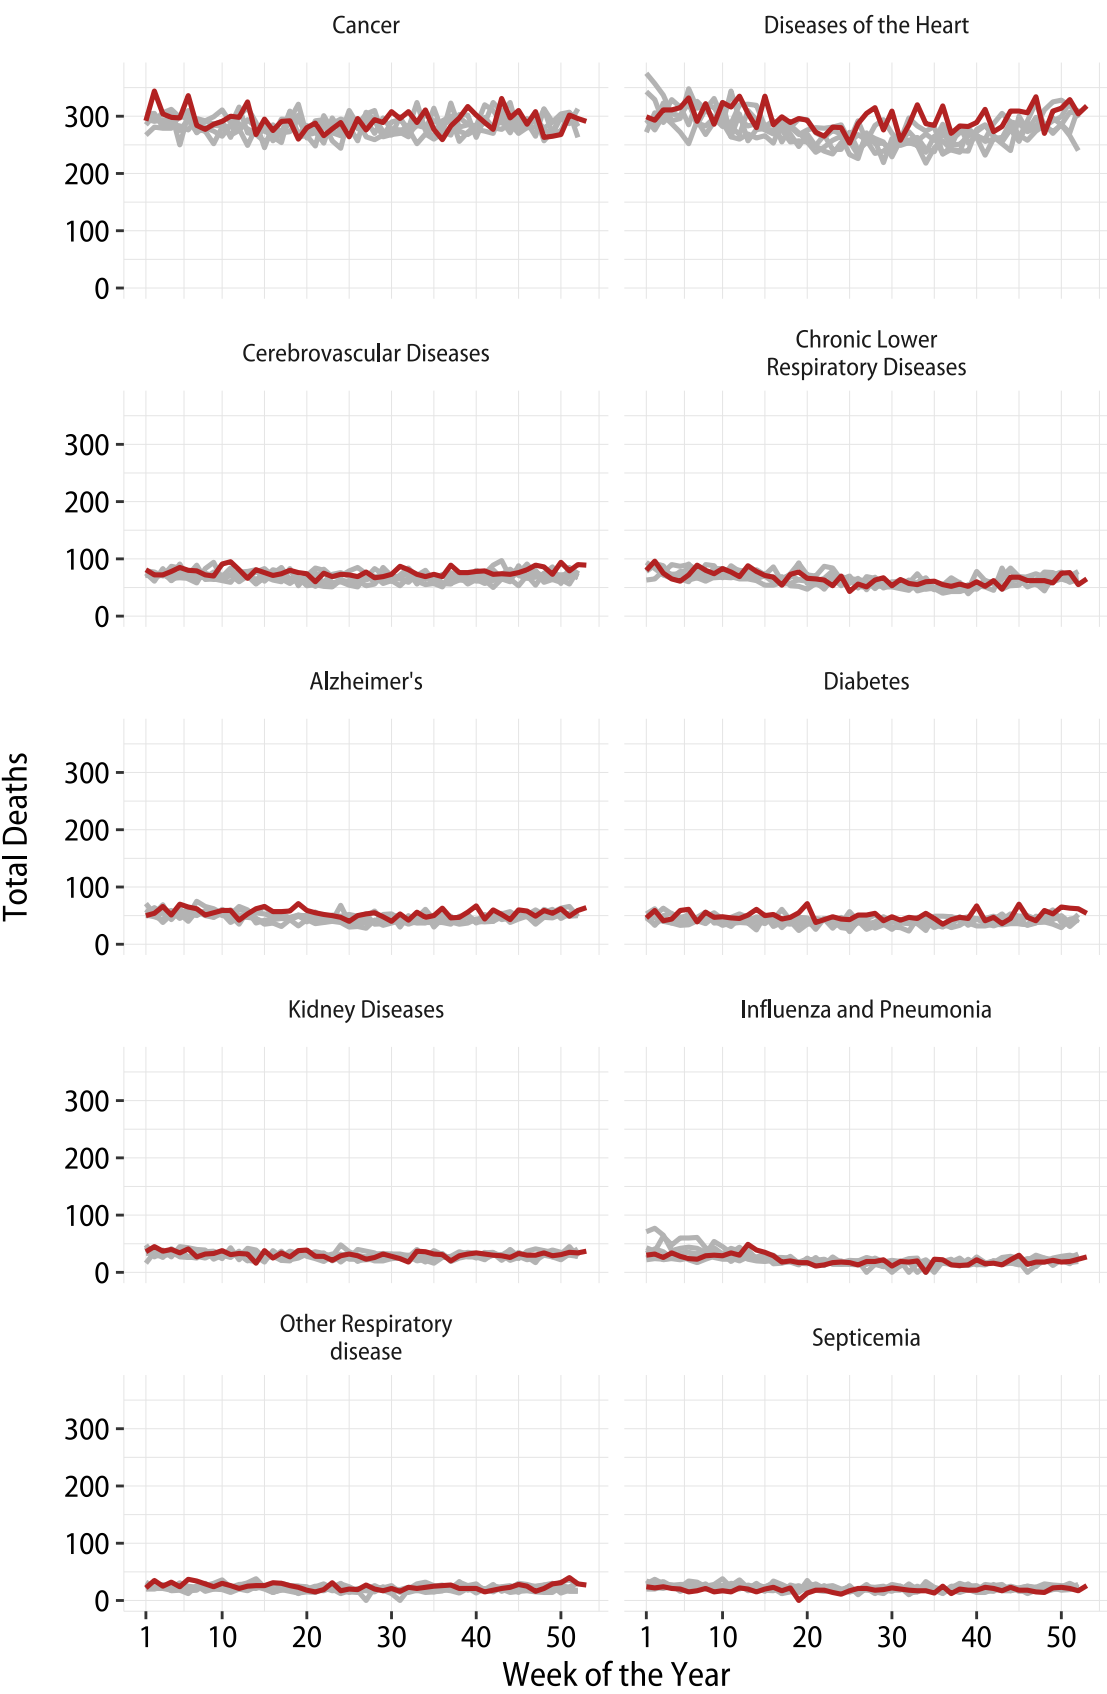 Cancer
Diseases of the Heart
300
200
100
0
Cerebrovascular Diseases
Chronic Lower
Respiratory Diseases
300
200
100
0
Alzheimer's
Diabetes
Total Deaths
300
200
100
0
Kidney Diseases
Influenza and Pneumonia
300
200
100
0
Other Respiratory
disease
Septicemia
300
200
100
0
1 10 20 30 40 50
1 10 20 30 40 50
Week of the Year